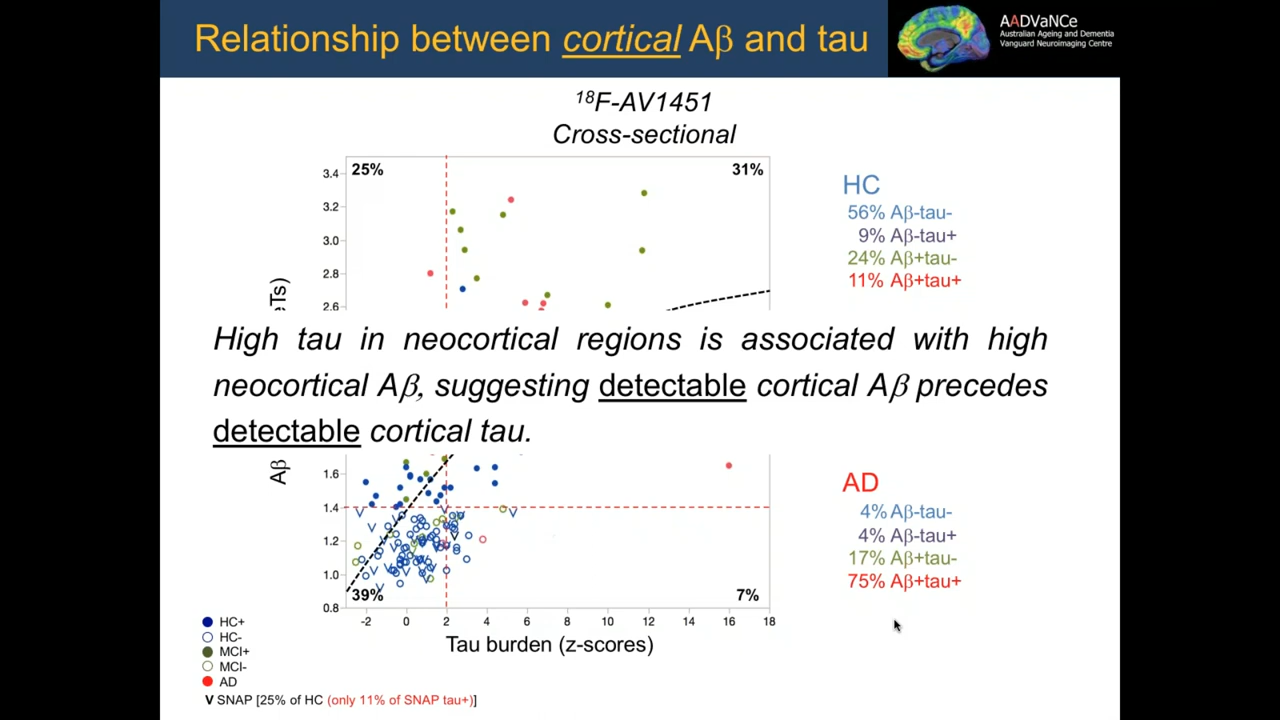 Relationship between cortical Aβ and tau
AADVaNCe
Australian Ageing and Dementia
Vanguard Neuroimaging Centre
18F-AV1451
Cross-sectional
25%
31%
3.4
3.2
3.0
2.8
2.6
HC
56% Aβ-tau-
9% Aβ-tau+
24% Aβ+tau-
11% Aβ+tau+
High tau in neocortical regions is associated with high
neocortical Aβ, suggesting detectable cortical Aβ precedes
detectable cortical tau.
Aβ
1.6
1.4
1.2
1.0
0.8
39%
7%
-2 0 2 4 6 8 10 12 14 16 18
Tau burden (z-scores)
AD
4% Aβ-tau-
4% Aβ-tau+
17% Aβ+tau-
75% Aβ+tau+
HC+
HC-
MCI+
MCI-
AD
V SNAP [25% of HC (only 11% of SNAP tau+)]